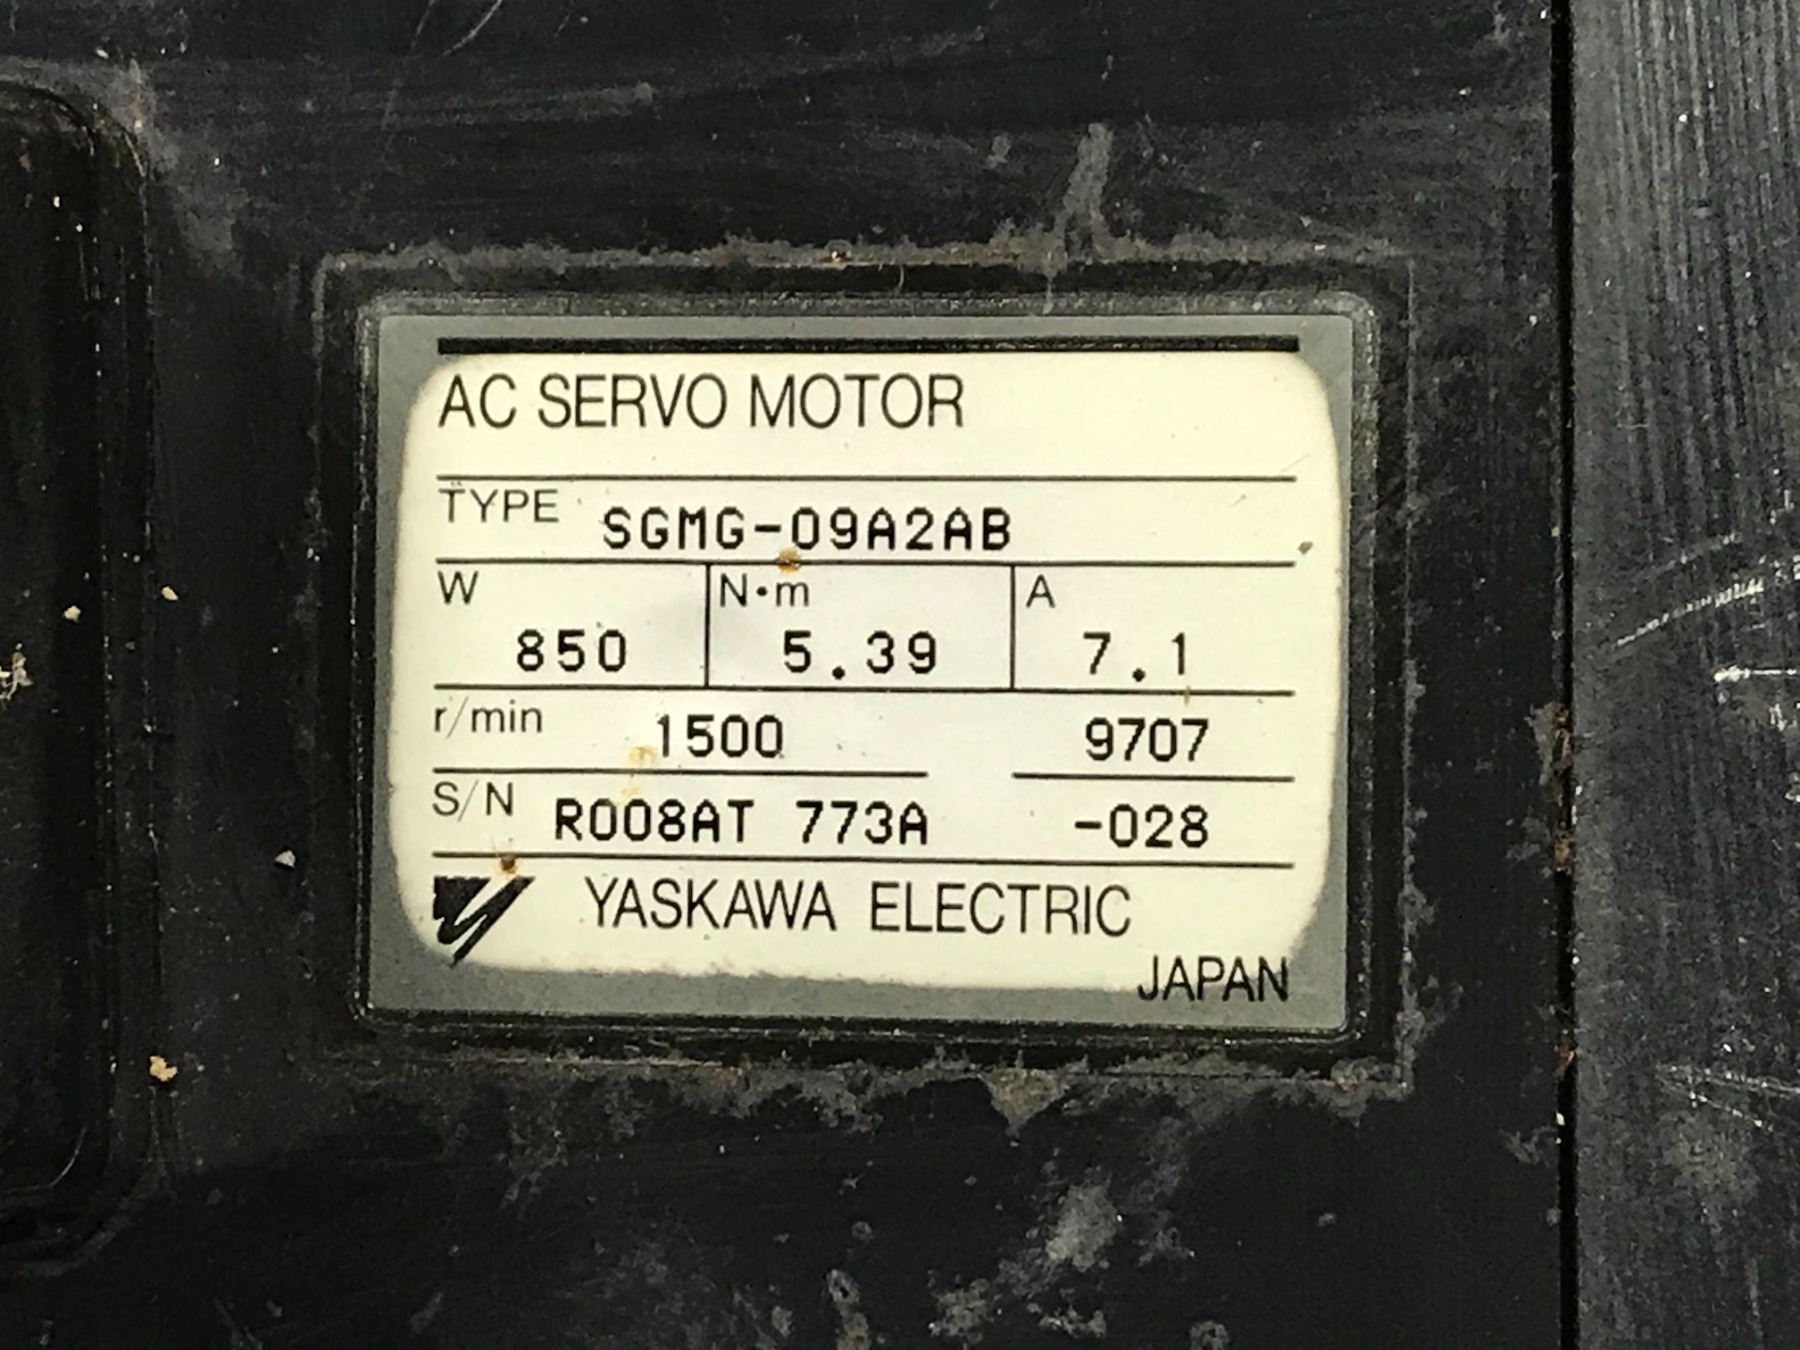 AC SERVO MOTOR
TYPE SGMG-09A2AB
W N·m A
850 5.39 7.1
r/min 1500 9707
S/N R008AT 773A -028
YASKAWA ELECTRIC
JAPAN